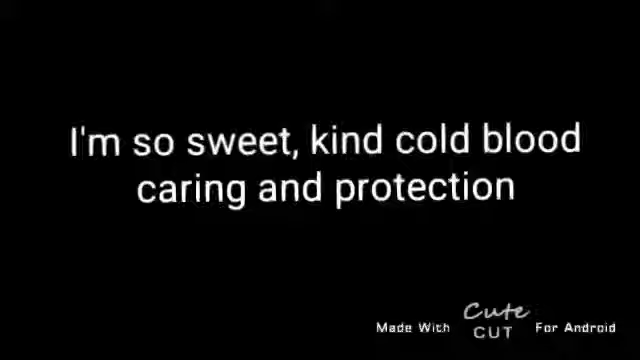 I'm so sweet, kind cold blood
caring and protection
Made With Cute CUT For Android